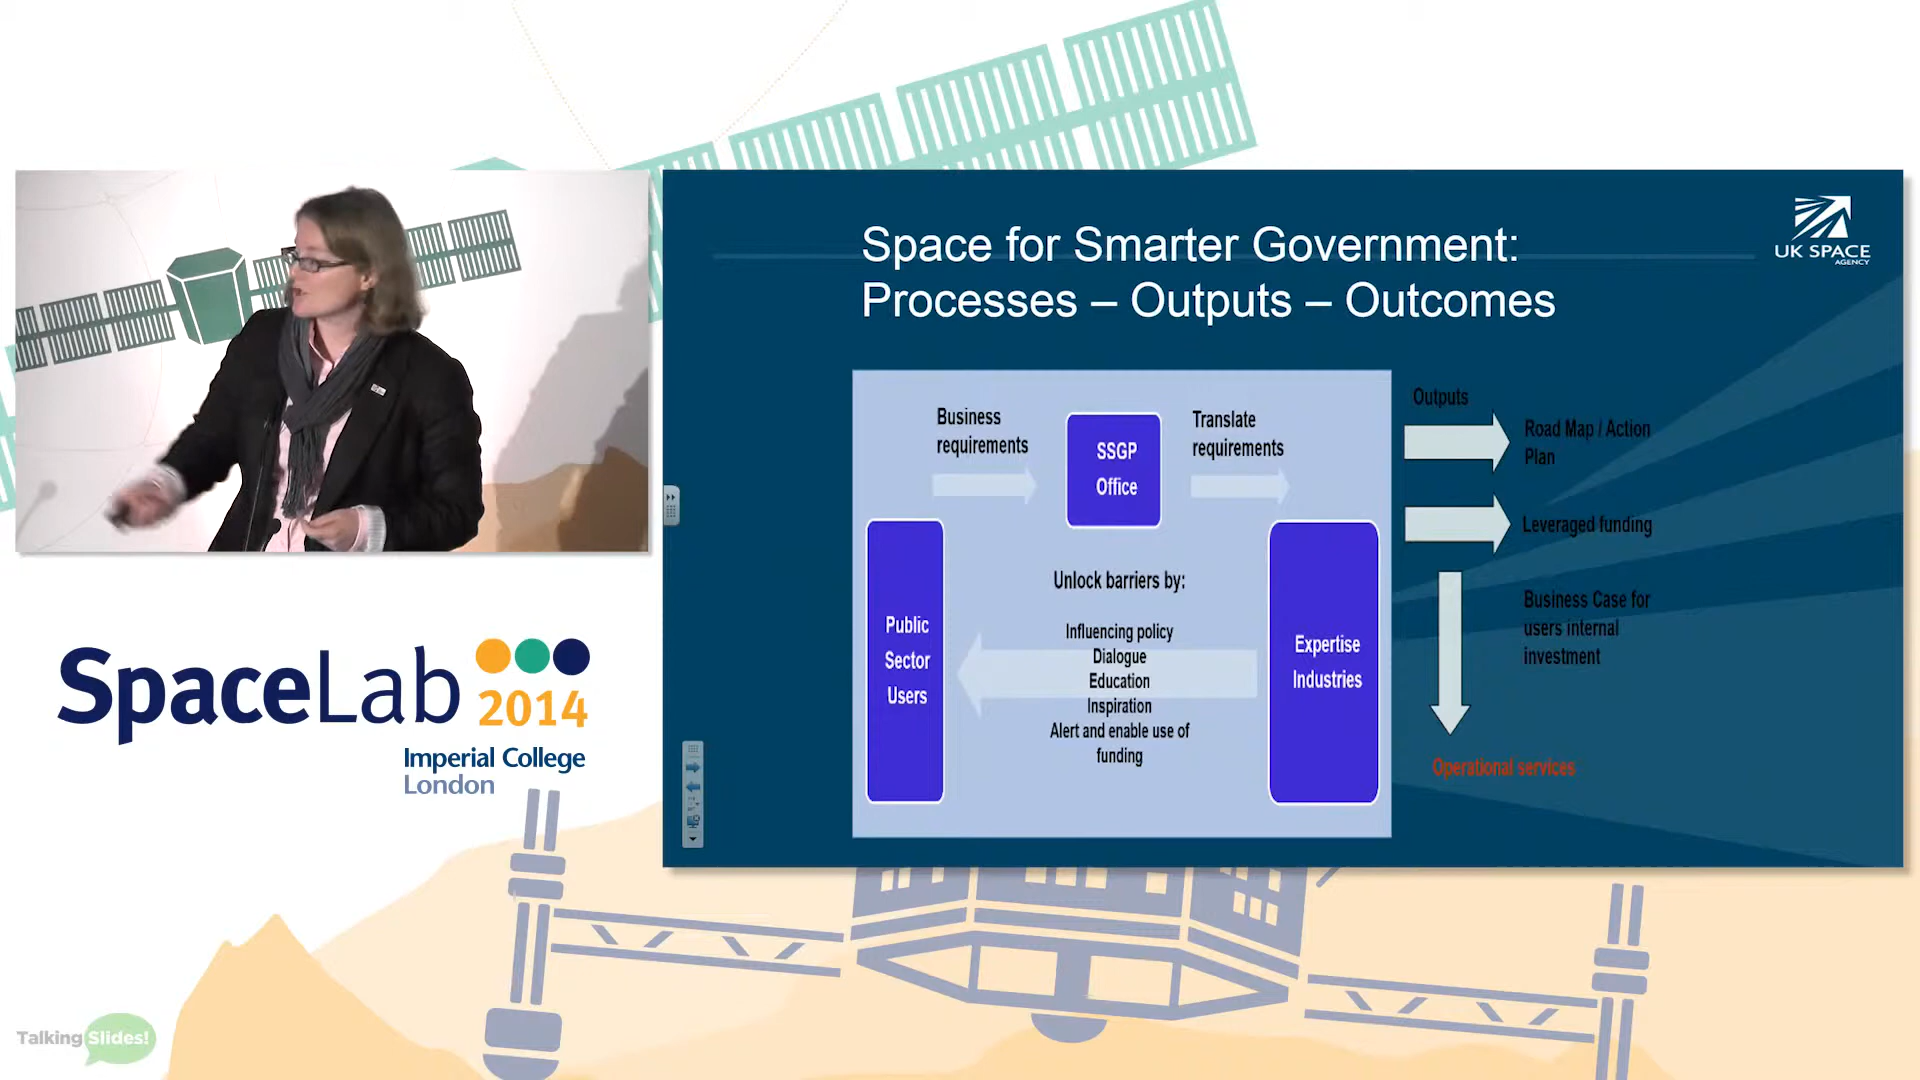 Space for Smarter Government:
Processes – Outputs – Outcomes
UK SPACE
AGENCY
Business
requirements
SSGP
Office
Translate
requirements
Public
Sector
Users
Unlock barriers by:
Influencing policy
Dialogue
Education
Inspiration
Alert and enable use of
funding
Expertise
Industries
Outputs
Road Map / Action
Plan
Leveraged funding
Business Case for
users internal
investment
Operational services
SpaceLab
2014
Imperial College
London
Talking Slides!